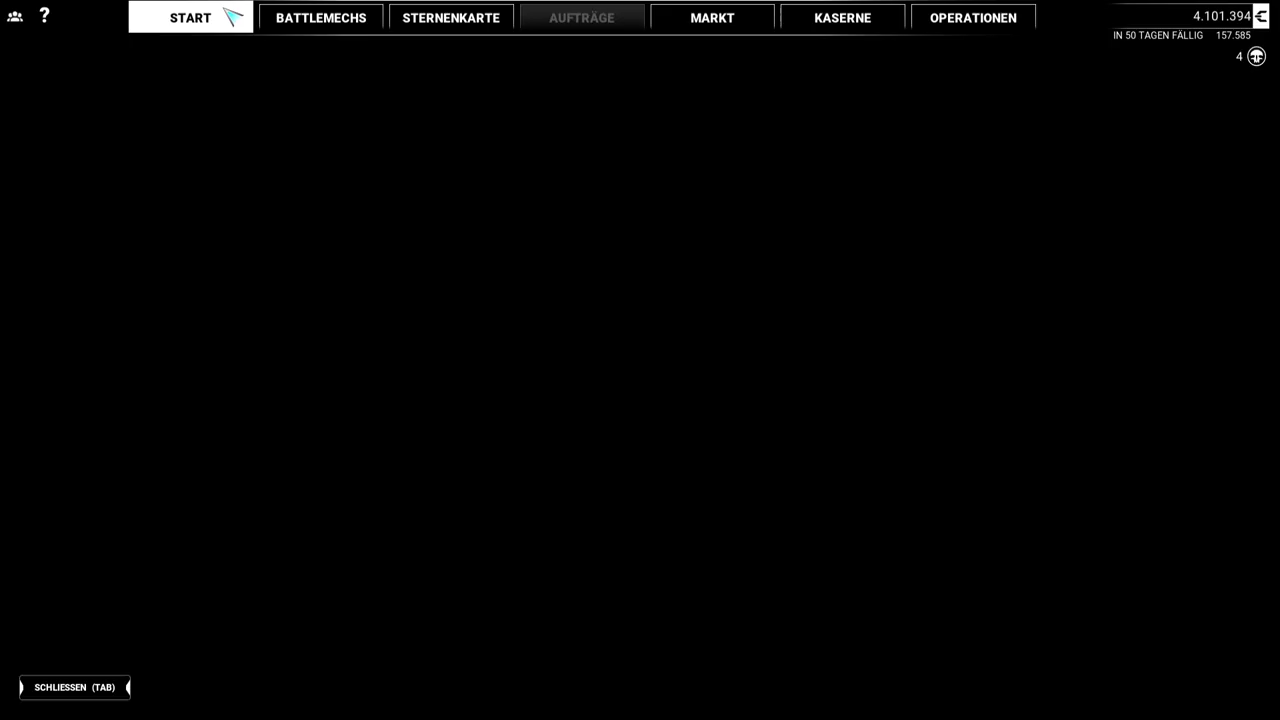 ?
START
BATTLEMECHS
STERNENKARTE
AUFTRÄGE
MARKT
KASERNE
OPERATIONEN
4.101.394
IN 50 TAGEN FÄLLIG 157.585
4
SCHLIESSEN (TAB)